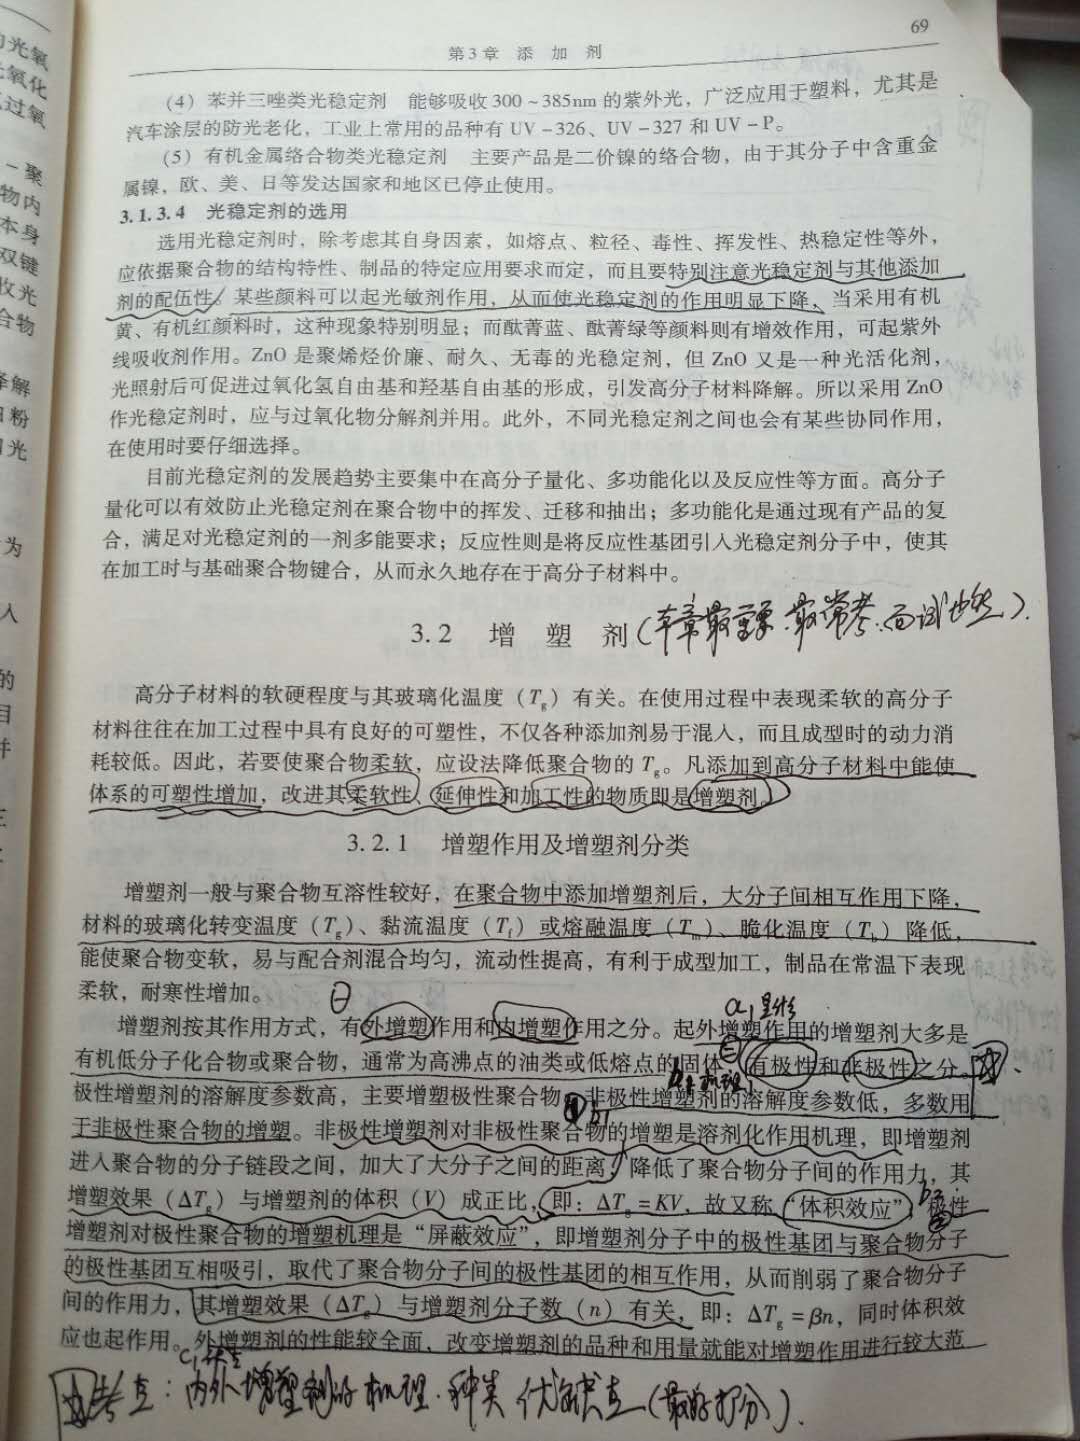 69
第3章 添加剂
(4) 苯并三唑类光稳定剂 能够吸收300~385nm的紫外光，广泛应用于塑料，尤其是
汽车涂层的防光老化，工业上常用的品种有UV-326、UV-327和UV-P。
(5) 有机金属络合物类光稳定剂 主要产品是二价镍的络合物，由于其分子中含重金
属镍，欧、美、日等发达国家和地区已停止使用。
3.1.3.4 光稳定剂的选用
选用光稳定剂时，除考虑其自身因素，如熔点、粒径、毒性、挥发性、热稳定性等外，
应依据聚合物的结构特性、制品的特定应用要求而定，而且要特别注意光稳定剂与其他添加
剂的配伍性。某些颜料可以起光敏剂作用，从而使光稳定剂的作用明显下降，当采用有机
黄、有机红颜料时，这种现象特别明显；而酞菁蓝、酞菁绿等颜料则有增效作用，可起紫外
线吸收剂作用。ZnO是聚烯烃价廉、耐久、无毒的光稳定剂，但ZnO又是一种光活化剂，
光照射后可促进过氧化氢自由基和羟基自由基的形成，引发高分子材料降解。所以采用ZnO
作光稳定剂时，应与过氧化物分解剂并用。此外，不同光稳定剂之间也会有某些协同作用，
在使用时要仔细选择。
目前光稳定剂的发展趋势主要集中在高分子量化、多功能化以及反应性等方面。高分子
量化可以有效防止光稳定剂在聚合物中的挥发、迁移和抽出；多功能化是通过现有产品的复
合，满足对光稳定剂的一剂多能要求；反应性则是将反应性基团引入光稳定剂分子中，使其
在加工时与基础聚合物键合，从而永久地存在于高分子材料中。
3.2 增塑剂(本章最重要.最常考.面试也然).
高分子材料的软硬程度与其玻璃化温度（Tg）有关。在使用过程中表现柔软的高分子
材料往往在加工过程中具有良好的可塑性，不仅各种添加剂易于混入，而且成型时的动力消
耗较低。因此，若要使聚合物柔软，应设法降低聚合物的Tg。凡添加到高分子材料中能使
体系的可塑性增加，改进其柔软性、延伸性和加工性的物质即是增塑剂。
3.2.1 增塑作用及增塑剂分类
增塑剂一般与聚合物互溶性较好，在聚合物中添加增塑剂后，大分子间相互作用下降，
材料的玻璃化转变温度（Tg）、黏流温度（Tf）或熔融温度（Tm）、脆化温度（Tb）降低，
能使聚合物变软，易与配合剂混合均匀，流动性提高，有利于成型加工，制品在常温下表现
柔软，耐寒性增加。
增塑剂按其作用方式，有外增塑作用和内增塑作用之分。起外增塑作用的增塑剂大多是
有机低分子化合物或聚合物，通常为高沸点的油类或低熔点的固体，有极性和非极性之分。
极性增塑剂的溶解度参数高，主要增塑极性聚合物。非极性增塑剂的溶解度参数低，多数用
于非极性聚合物的增塑。非极性增塑剂对非极性聚合物的增塑是溶剂化作用机理，即增塑剂
进入聚合物的分子链段之间，加大了大分子之间的距离，降低了聚合物分子间的作用力，其
增塑效果（ΔTg）与增塑剂的体积（V）成正比，即：ΔTg=KV，故又称“体积效应”。极性
增塑剂对极性聚合物的增塑机理是“屏蔽效应”，即增塑剂分子中的极性基团与聚合物分子
的极性基团互相吸引，取代了聚合物分子间的极性基团的相互作用，从而削弱了聚合物分子
间的作用力，其增塑效果（ΔTg）与增塑剂分子数（n）有关，即：ΔTg=βn，同时体积效
应也起作用。外增塑剂的性能较全面，改变增塑剂的品种和用量就能对增塑作用进行较大范
考点：内外增塑剂的机理.种类 优缺点(最好打分).